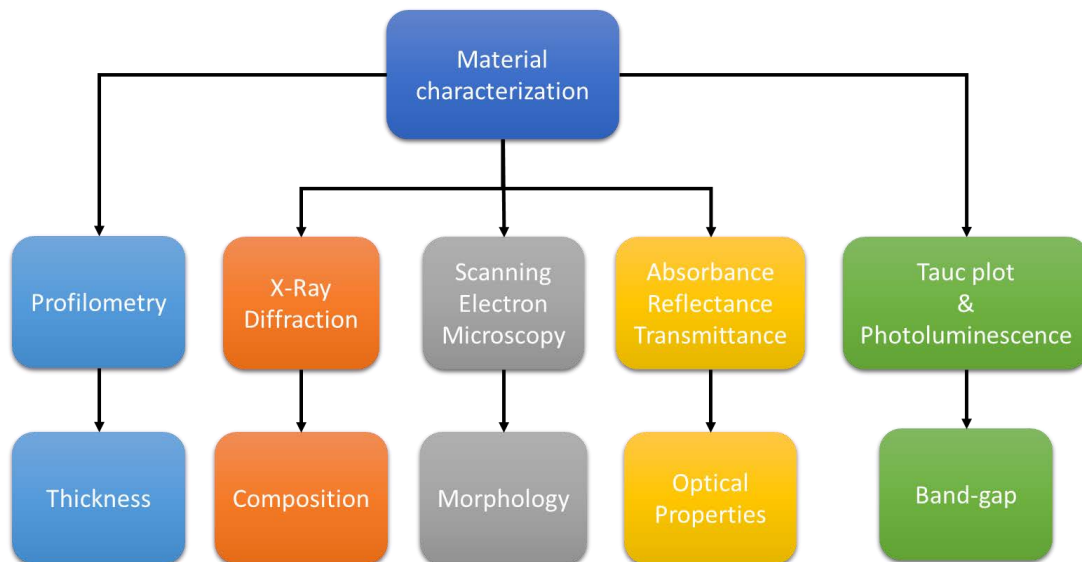 Material
characterization
Profilometry
X-Ray
Diffraction
Scanning
Electron
Microscopy
Absorbance
Reflectance
Transmittance
Tauc plot
&
Photoluminescence
Thickness
Composition
Morphology
Optical
Properties
Band-gap